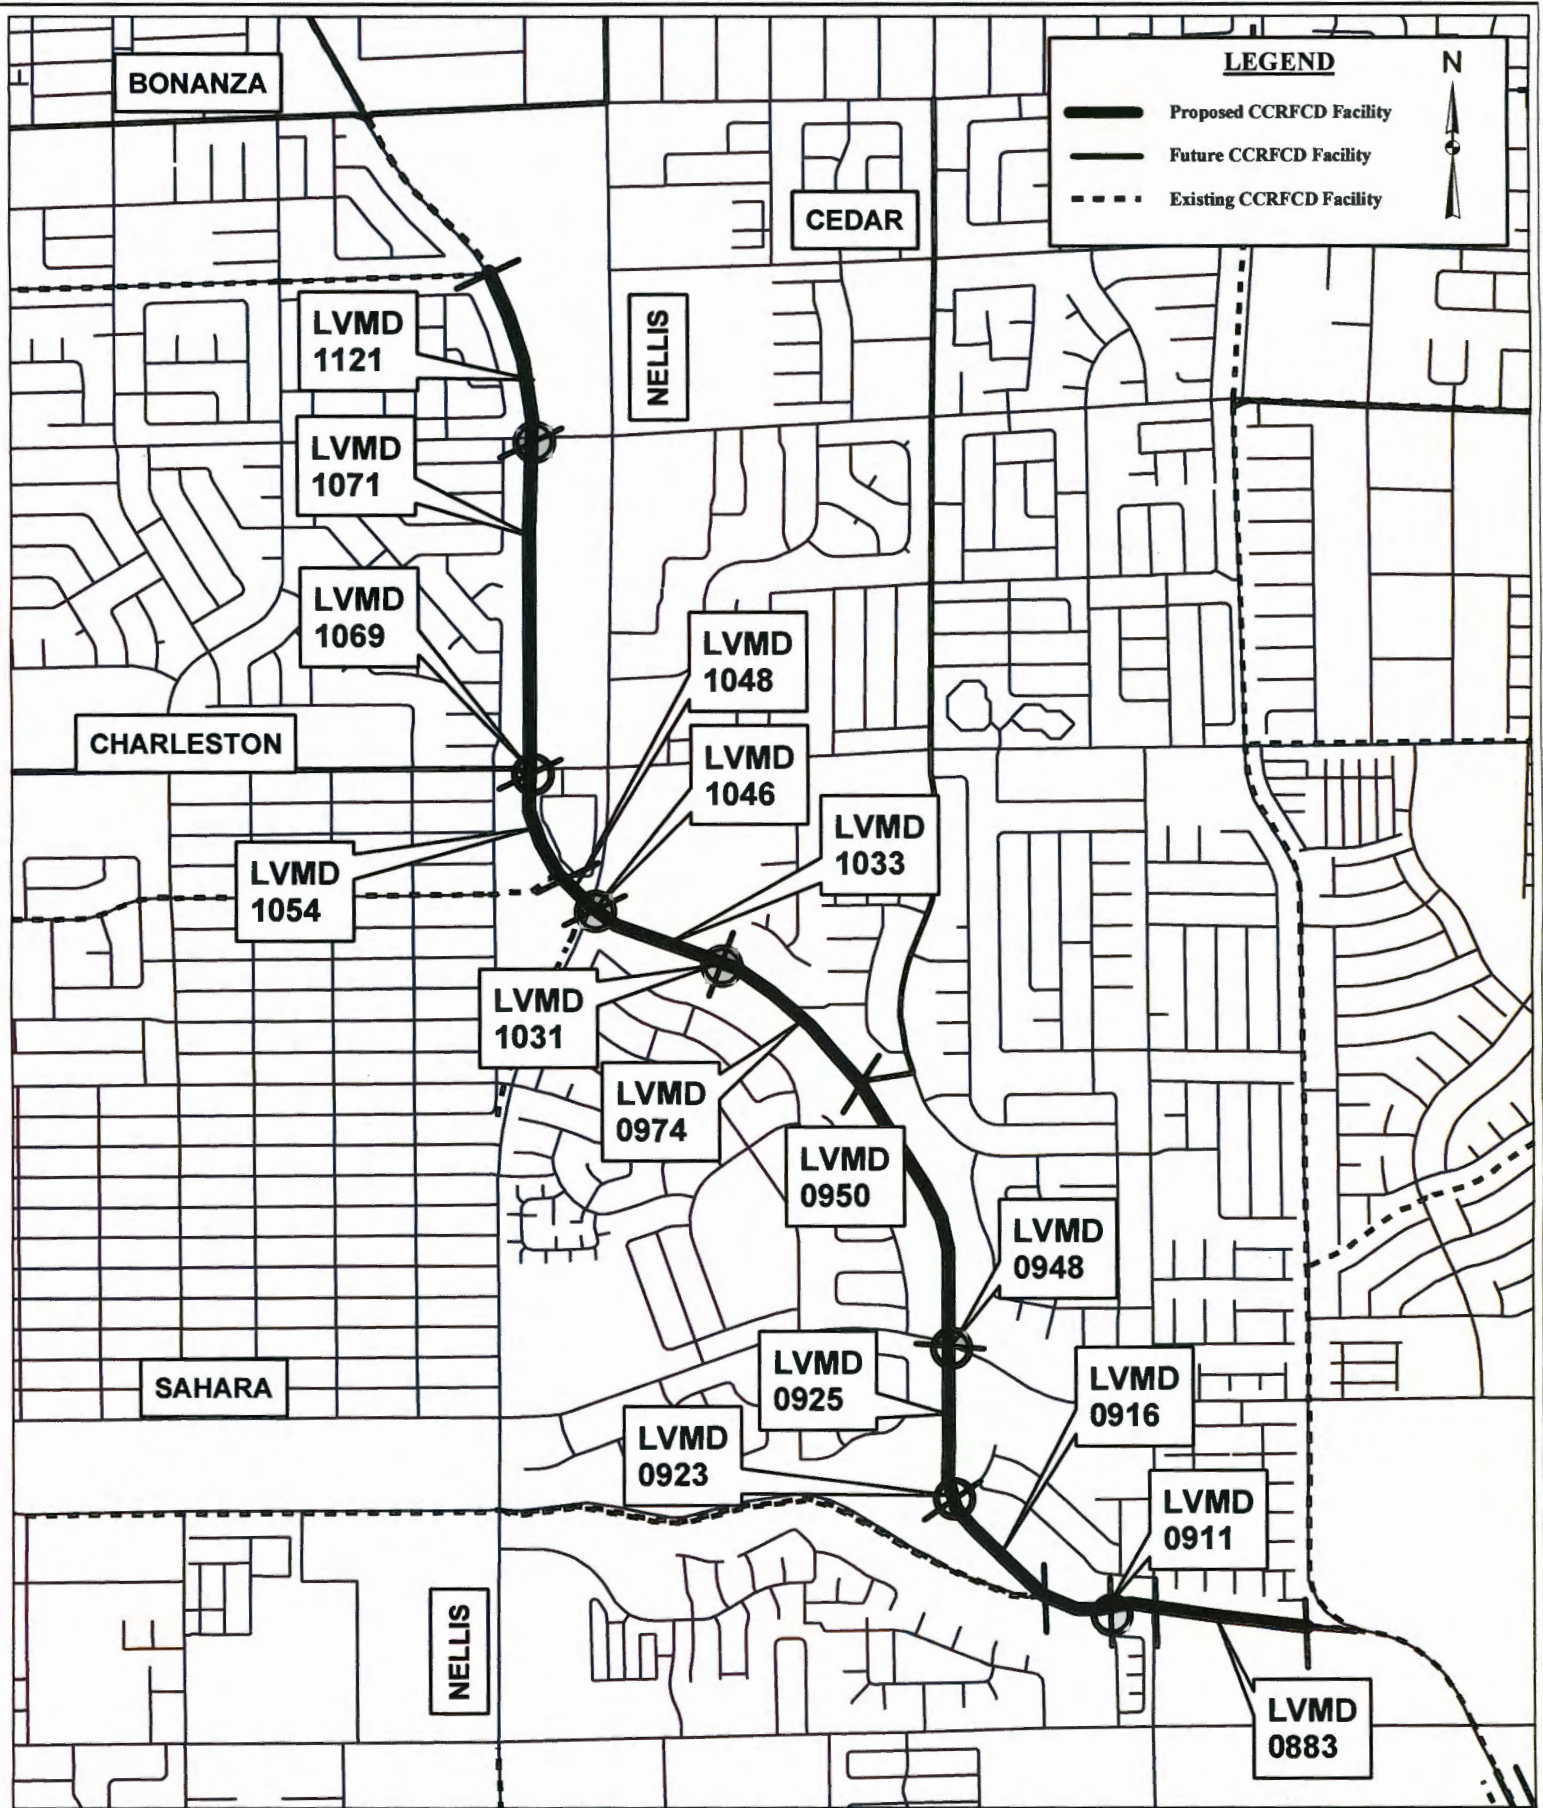 BONANZA
LEGEND
N
Proposed CCRFCD Facility
Future CCRFCD Facility
Existing CCRFCD Facility
CEDAR
LVMD
1121
NELLIS
LVMD
1071
LVMD
1069
LVMD
1048
CHARLESTON
LVMD
1046
LVMD
1033
LVMD
1054
LVMD
1031
LVMD
0974
LVMD
0950
LVMD
0948
LVMD
0925
LVMD
0916
SAHARA
LVMD
0923
LVMD
0911
NELLIS
LVMD
0883